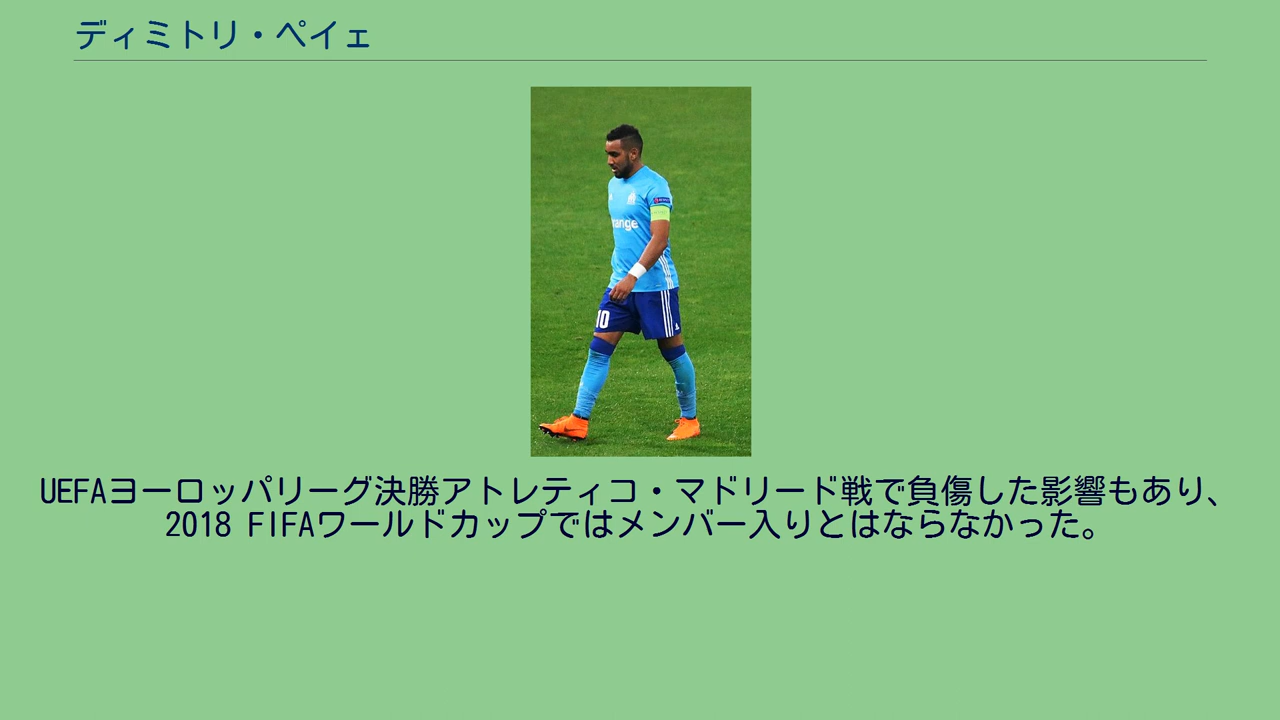 ディミトリ・ペイェ
range
10
UEFAヨーロッパリーグ決勝アトレティコ・マドリード戦で負傷した影響もあり、
2018 FIFAワールドカップではメンバー入りとはならなかった。